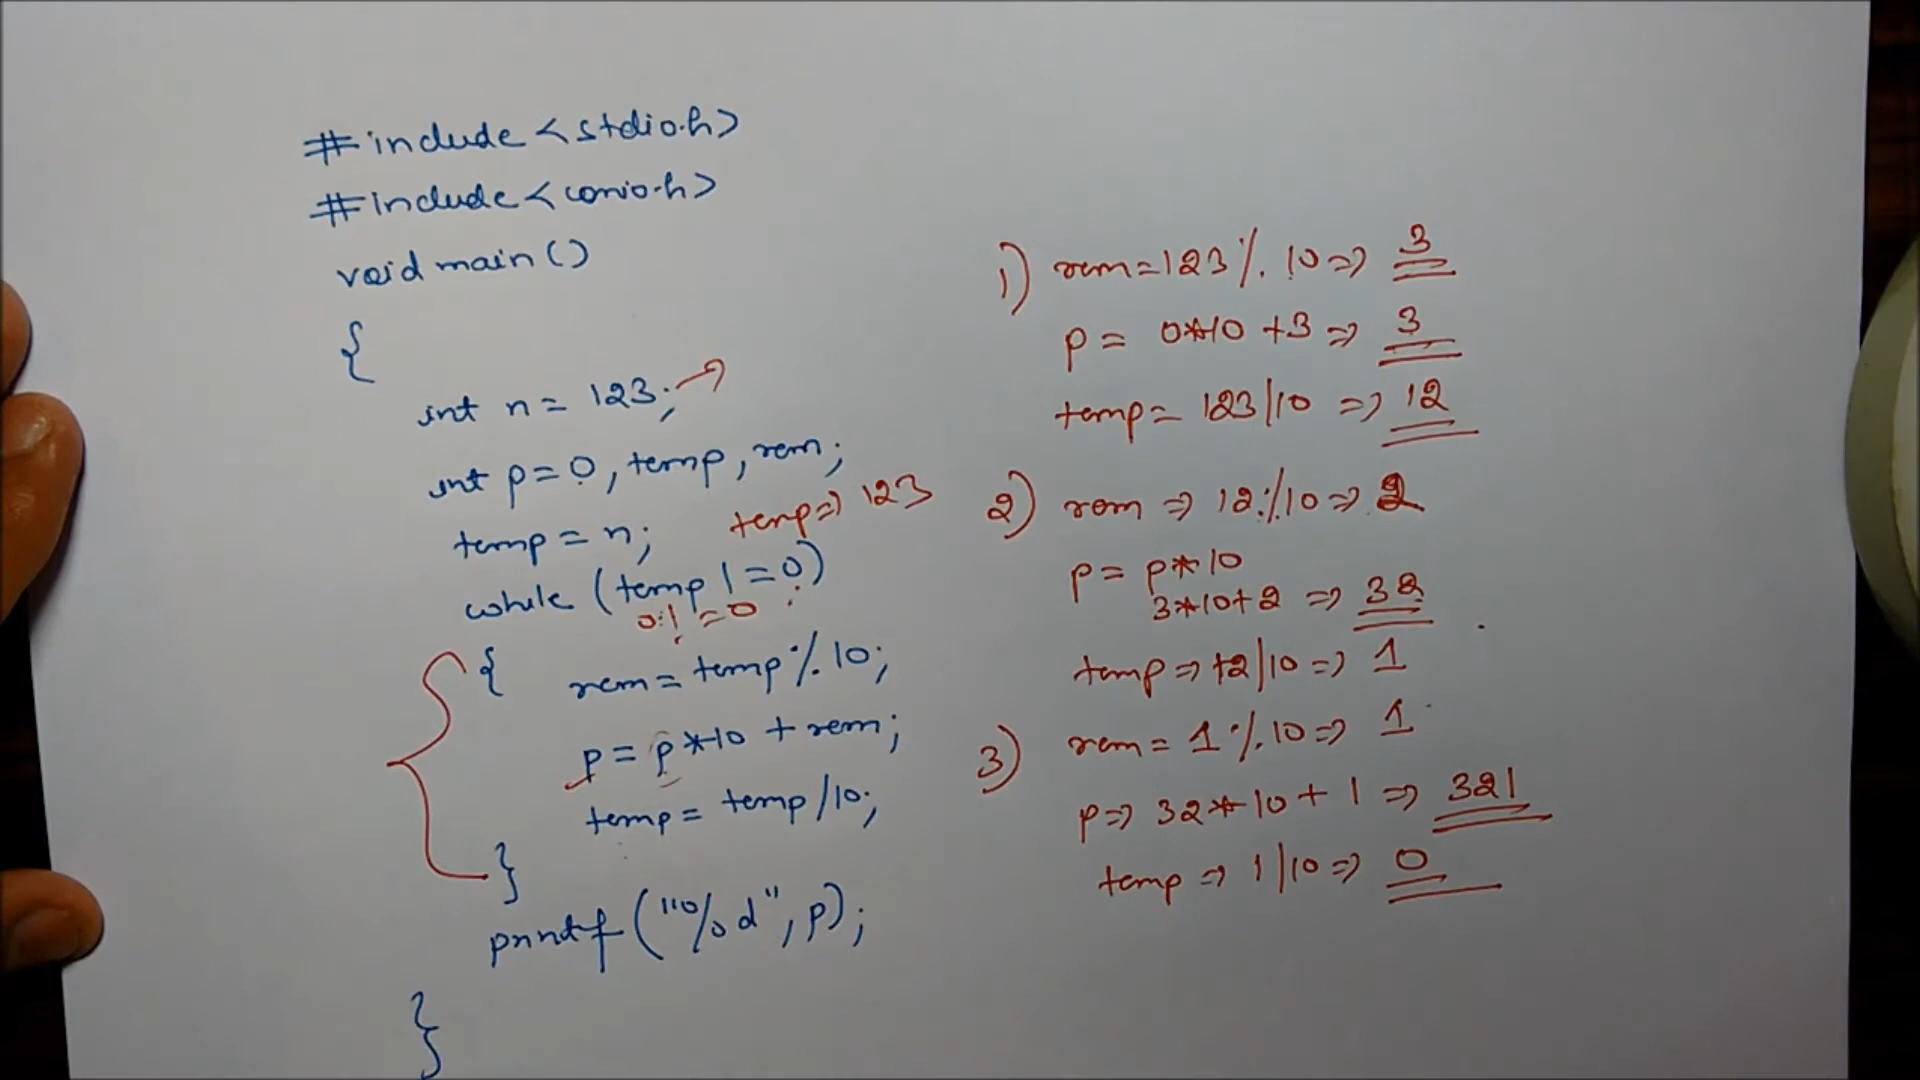 #include <stdio.h>
#include <conio.h>
void main()
{
int n = 123;
int p = 0, temp, rem;
temp = n; temp => 123
while (temp != 0)
0 != 0
{
rem = temp % 10;
p = p * 10 + rem;
temp = temp / 10;
}
printf("%d", p);
}
1) rem = 123 % 10 => 3
p = 0*10 + 3 => 3
temp = 123/10 => 12
2) rem => 12 % 10 => 2
p = p * 10
3*10+2 => 32
temp => 12/10 => 1
3) rem = 1 % 10 => 1
p => 32*10 + 1 => 321
temp => 1/10 => 0